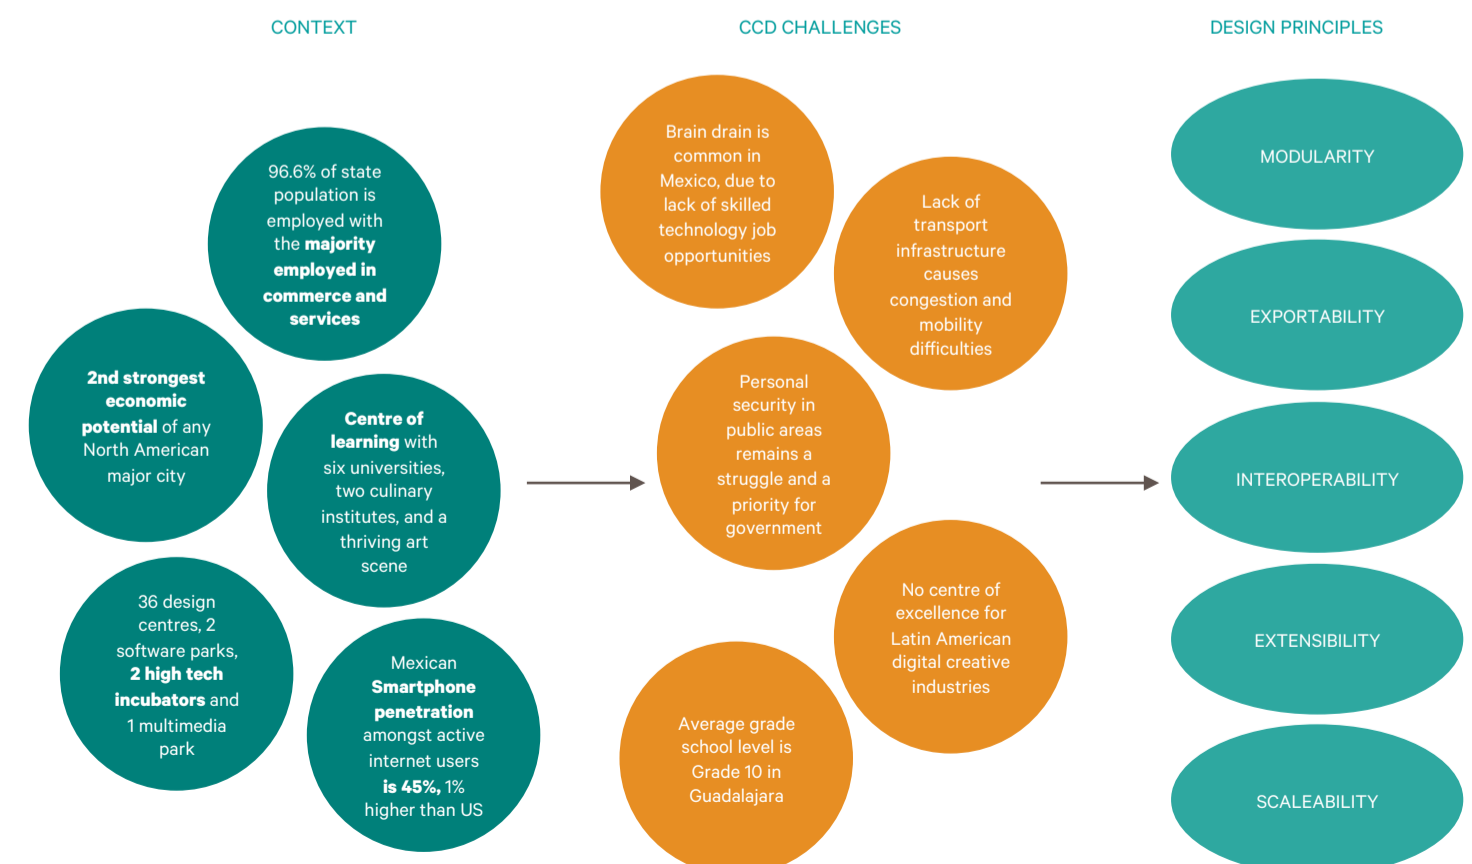 CONTEXT
96.6% of state
population is
employed with
the majority
employed in
commerce and
services
2nd strongest
economic
potential of any
North American
major city
Centre of
learning with
six universities,
two culinary
institutes, and a
thriving art
scene
36 design
centres, 2
software parks,
2 high tech
incubators and
1 multimedia
park
Mexican
Smartphone
penetration
amongst active
internet users
is 45%, 1%
higher than US
CCD CHALLENGES
Brain drain is
common in
Mexico, due to
lack of skilled
technology job
opportunities
Lack of
transport
infrastructure
causes
congestion and
mobility
difficulties
Personal
security in
public areas
remains a
struggle and a
priority for
government
No centre of
excellence for
Latin American
digital creative
industries
Average grade
school level is
Grade 10 in
Guadalajara
DESIGN PRINCIPLES
MODULARITY
EXPORTABILITY
INTEROPERABILITY
EXTENSIBILITY
SCALEABILITY